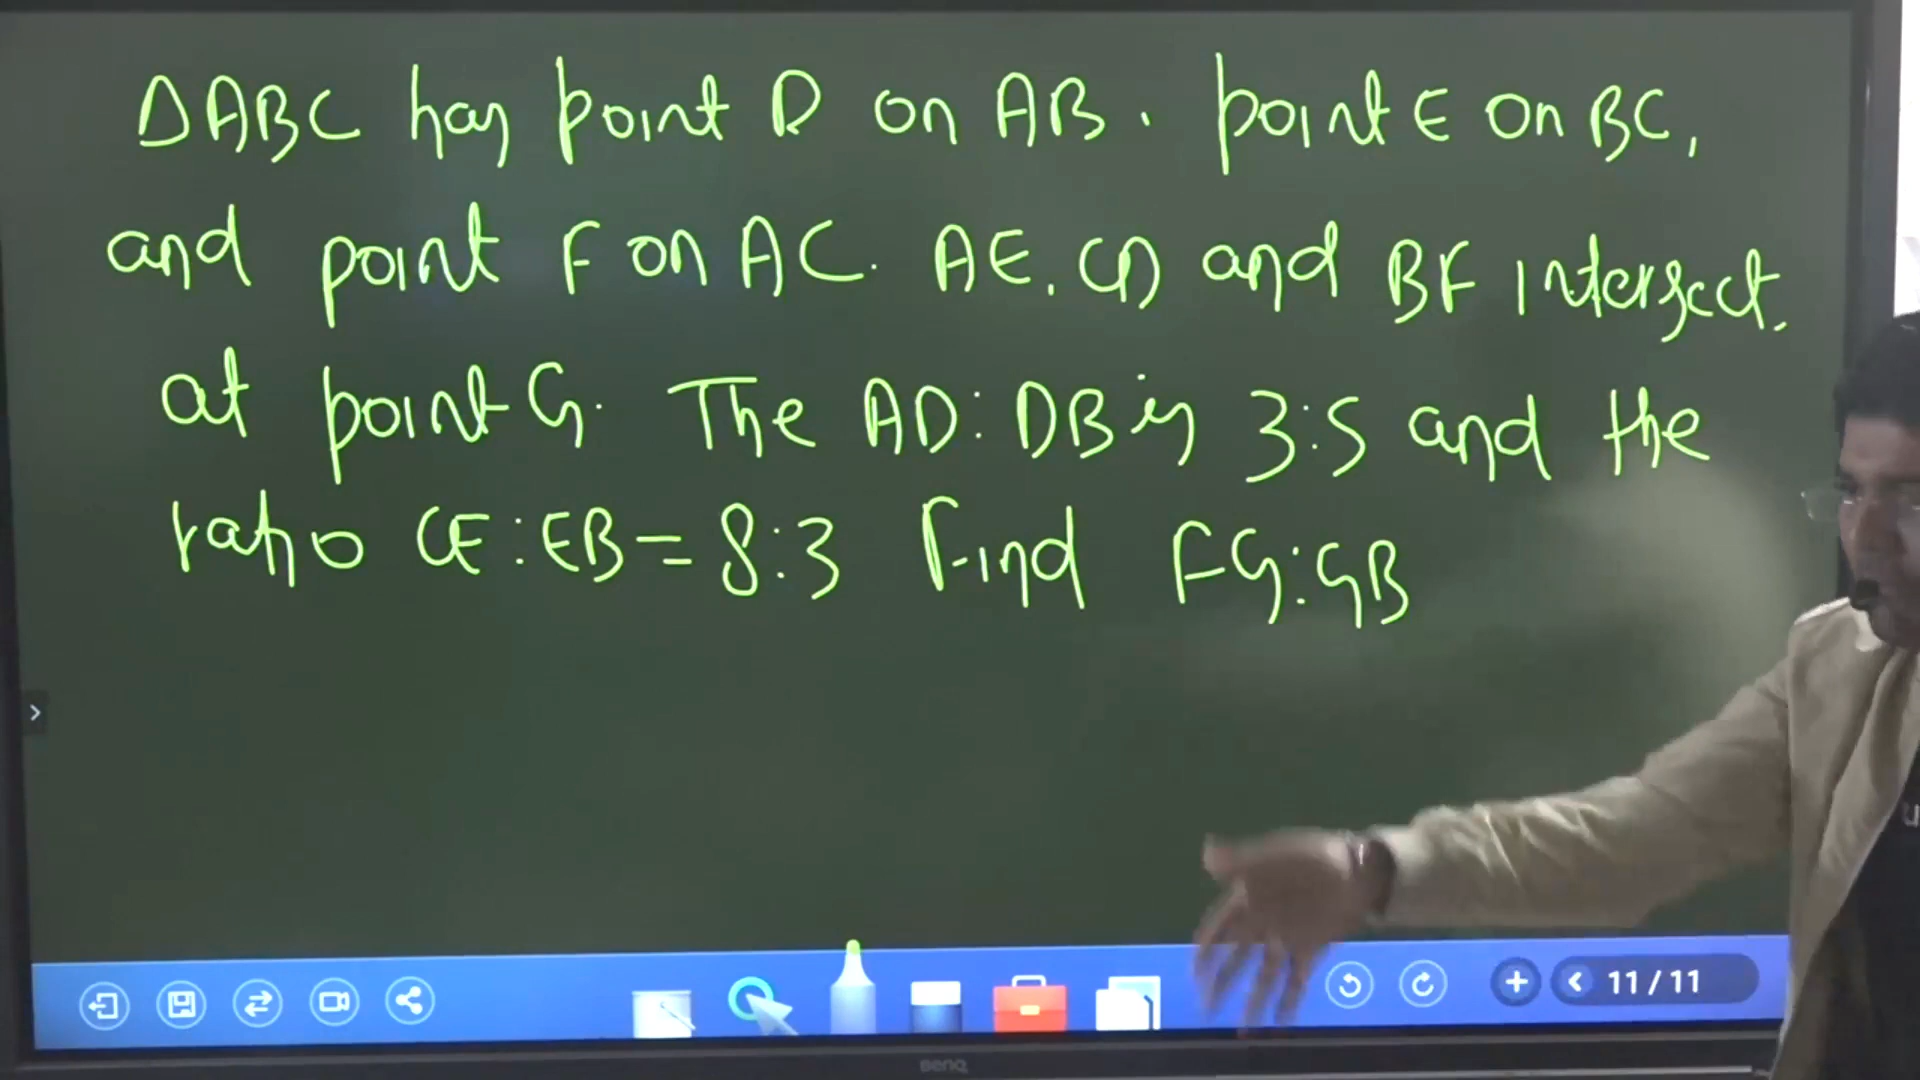 ΔABC has point D on AB. point E on BC,
and point F on AC. AE, CD and BF intersect.
at point G. The AD:DB is 3:5 and the
ratio CE:EB=8:3 Find FG:GB
11/11
BenQ